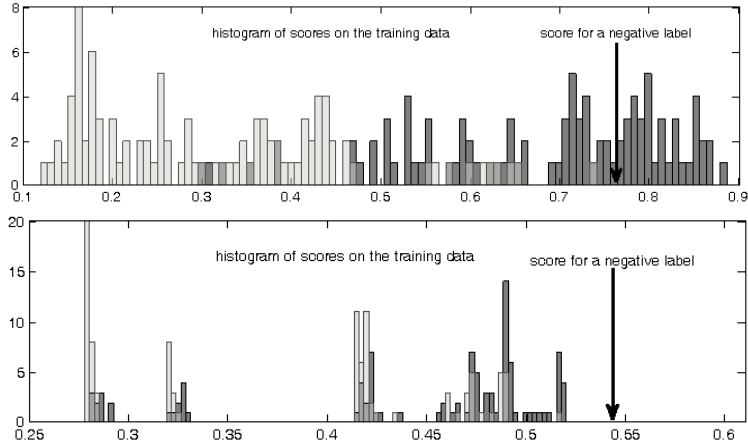 8
histogram of scores on the training data
score for a negative label
6
4
2
0
0.1 0.2 0.3 0.4 0.5 0.6 0.7 0.8 0.9
20
histogram of scores on the training data
score for a negative label
15
10
5
0
0.25 0.3 0.35 0.4 0.45 0.5 0.55 0.6